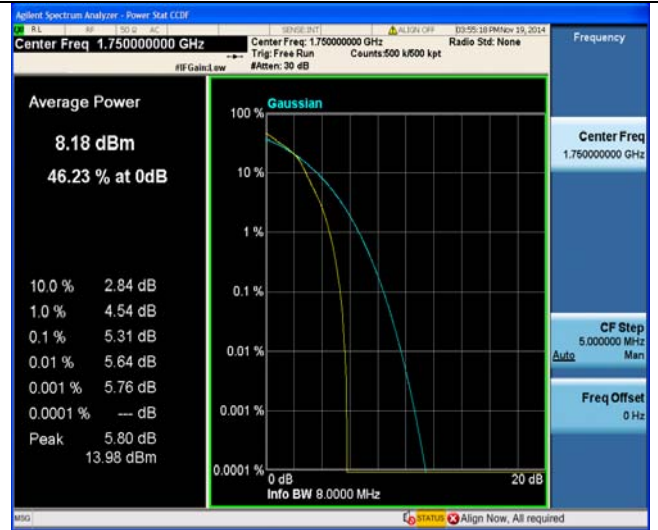 Agilent Spectrum Analyzer - Power Stat CCDF
RL RF 50 Ω AC SENSE:INT ALIGN OFF 03:55:18 PM Nov 19, 2014
Center Freq 1.750000000 GHz
Center Freq: 1.750000000 GHz Radio Std: None
Trig: Free Run Counts:500 k/500 kpt
#IFGain:Low #Atten: 30 dB
Frequency
Average Power
8.18 dBm
46.23 % at 0dB
10.0 % 2.84 dB
1.0 % 4.54 dB
0.1 % 5.31 dB
0.01 % 5.64 dB
0.001 % 5.76 dB
0.0001 % --- dB
Peak 5.80 dB
13.98 dBm
Gaussian
100 %
10 %
1 %
0.1 %
0.01 %
0.001 %
0.0001 %
0 dB 20 dB
Info BW 8.0000 MHz
Center Freq
1.750000000 GHz
CF Step
5.000000 MHz
Auto Man
Freq Offset
0 Hz
MSG STATUS Align Now, All required